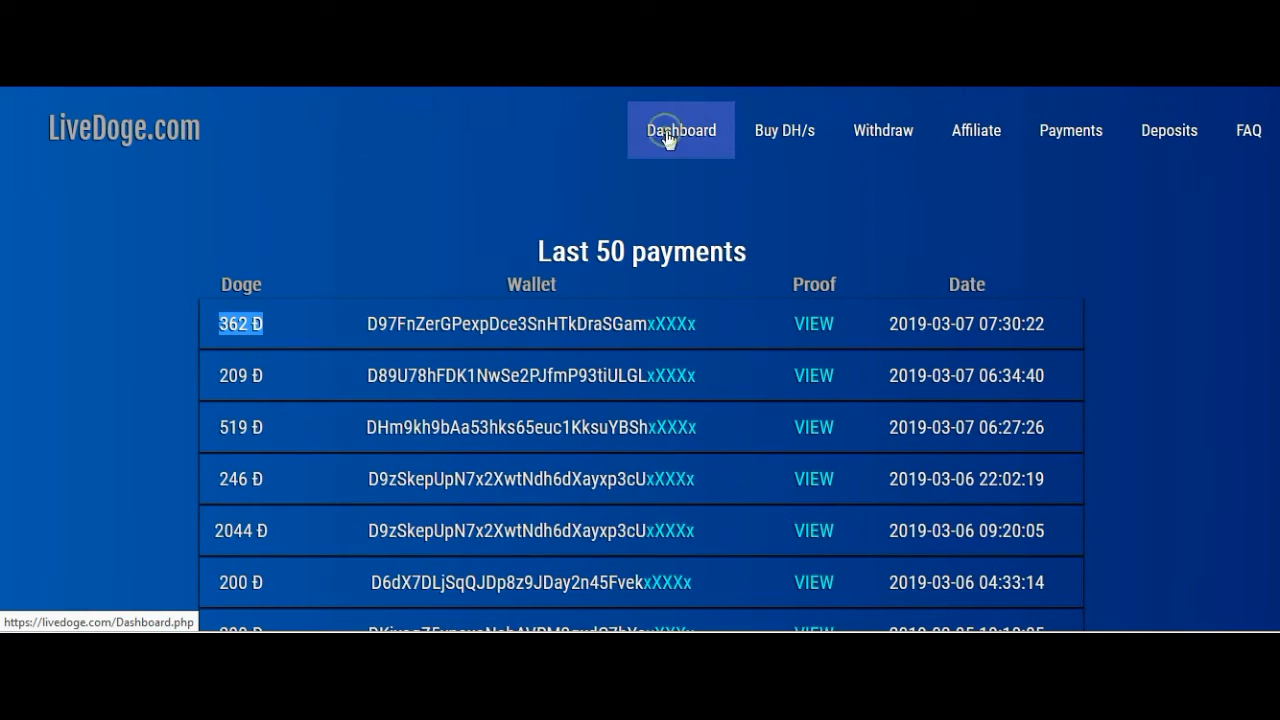 LiveDoge.com
Dashboard Buy DH/s Withdraw Affiliate Payments Deposits FAQ
Last 50 payments
Doge Wallet Proof Date
362 Ð D97FnZerGPexpDce3SnHTkDraSGamxXXXx VIEW 2019-03-07 07:30:22
209 Ð D89U78hFDK1NwSe2PJfmP93tiULGLxXXXx VIEW 2019-03-07 06:34:40
519 Ð DHm9kh9bAa53hks65euc1KksuYBShxXXXx VIEW 2019-03-07 06:27:26
246 Ð D9zSkepUpN7x2XwtNdh6dXayxp3cUxXXXx VIEW 2019-03-06 22:02:19
2044 Ð D9zSkepUpN7x2XwtNdh6dXayxp3cUxXXXx VIEW 2019-03-06 09:20:05
200 Ð D6dX7DLjSqQJDp8z9JDay2n45FvekxXXXx VIEW 2019-03-06 04:33:14
https://livedoge.com/Dashboard.php